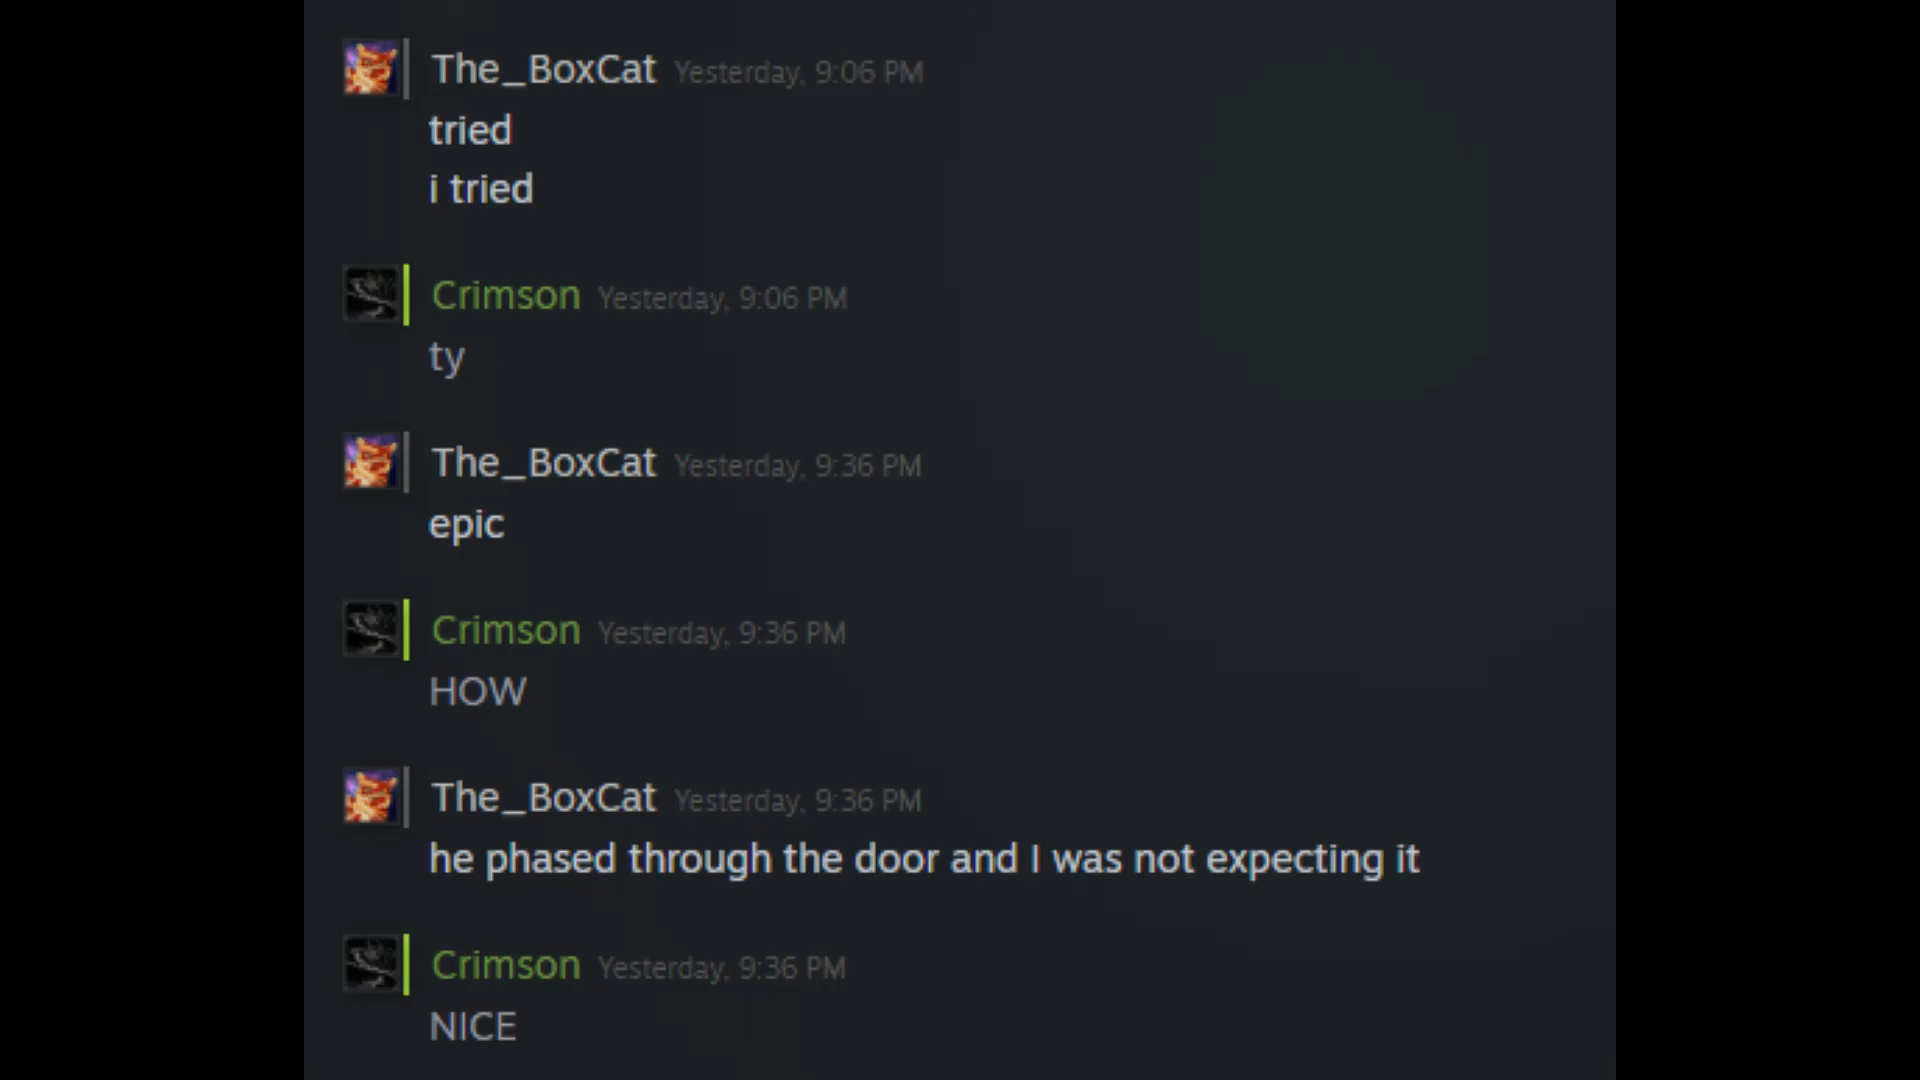 The_BoxCat Yesterday, 9:06 PM
tried
i tried
Crimson Yesterday, 9:06 PM
ty
The_BoxCat Yesterday, 9:36 PM
epic
Crimson Yesterday, 9:36 PM
HOW
The_BoxCat Yesterday, 9:36 PM
he phased through the door and I was not expecting it
Crimson Yesterday, 9:36 PM
NICE